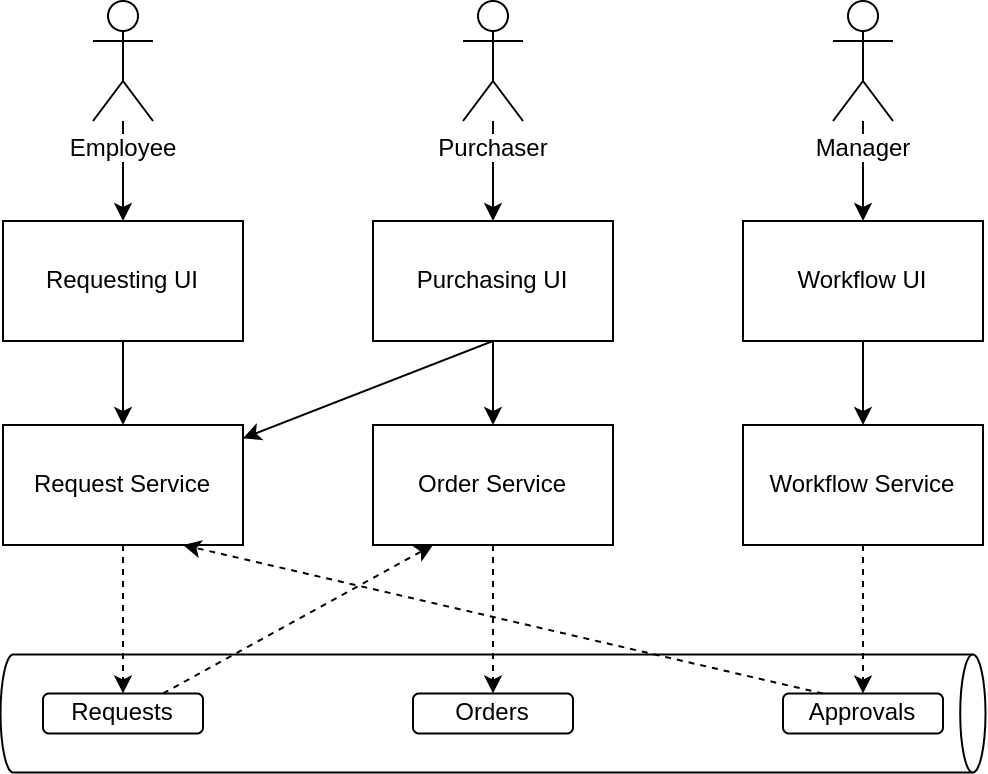 Employee
Purchaser
Manager
Requesting UI
Purchasing UI
Workflow UI
Request Service
Order Service
Workflow Service
Requests
Orders
Approvals